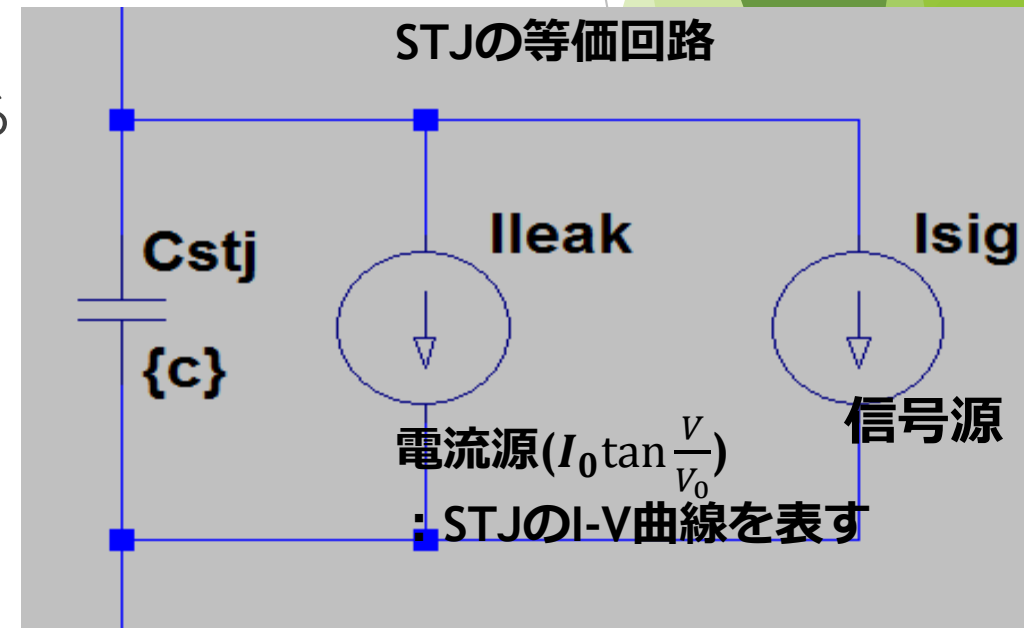 STJの等価回路
る
Cstj
{c}
Ileak
Isig
信号源
電流源(I₀tan V/V₀)
：STJのI-V曲線を表す